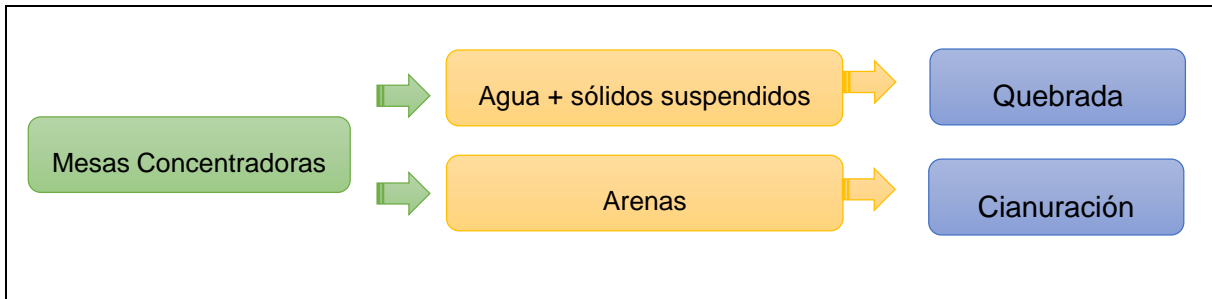 Mesas Concentradoras
Agua + sólidos suspendidos
Quebrada
Arenas
Cianuración